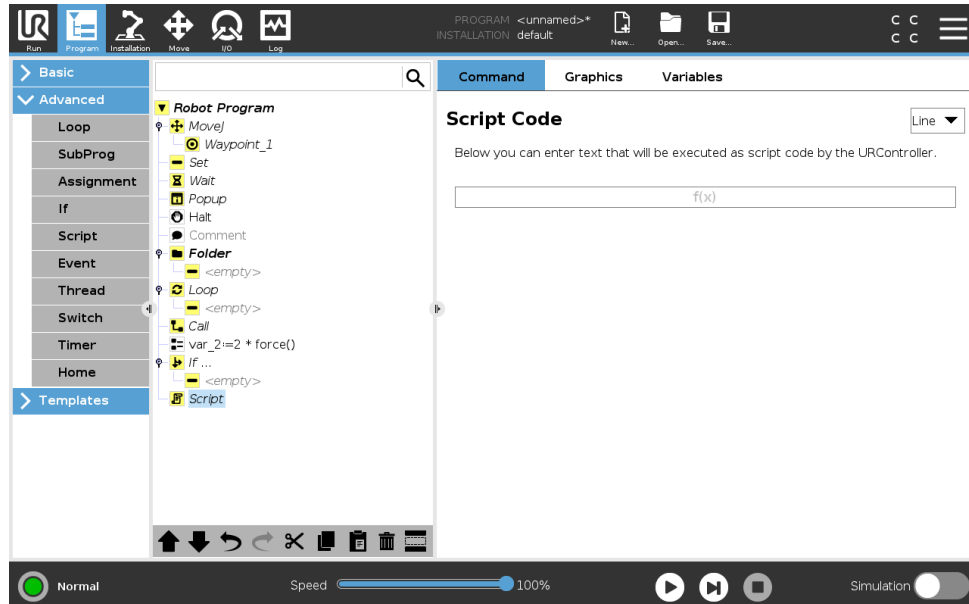 PROGRAM <unnamed>*
INSTALLATION default
Run Program Installation Move I/O Log
New... Open... Save...
C C
C C
Basic
Advanced
Loop
SubProg
Assignment
If
Script
Event
Thread
Switch
Timer
Home
Templates
Robot Program
MoveJ
Waypoint_1
Set
Wait
Popup
Halt
Comment
Folder
<empty>
Loop
<empty>
Call
var_2:=2 * force()
If ...
<empty>
Script
Command Graphics Variables
Script Code
Line
Below you can enter text that will be executed as script code by the URController.
f(x)
Normal
Speed 100%
Simulation